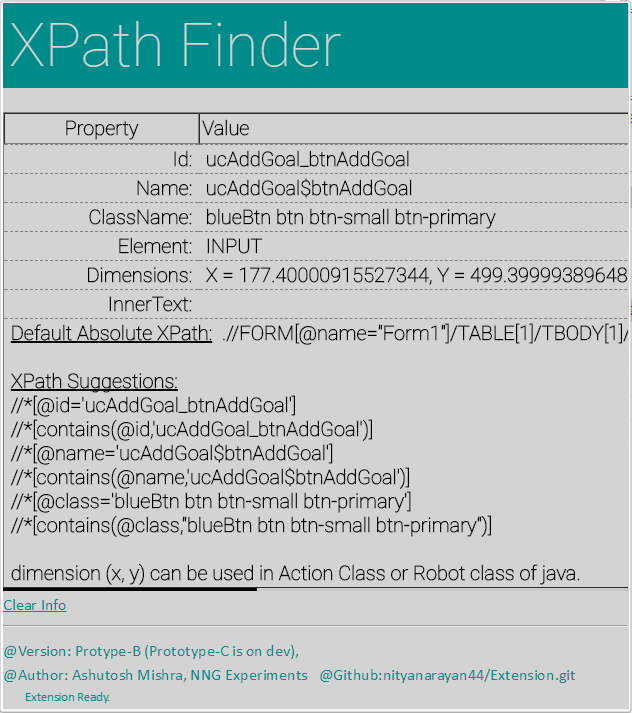 XPath Finder
Property Value
Id: ucAddGoal_btnAddGoal
Name: ucAddGoal$btnAddGoal
ClassName: blueBtn btn btn-small btn-primary
Element: INPUT
Dimensions: X = 177.40000915527344, Y = 499.39999389648
InnerText:
Default Absolute XPath: .//FORM[@name="Form1"]/TABLE[1]/TBODY[1]/
XPath Suggestions:
//*[@id='ucAddGoal_btnAddGoal']
//*[contains(@id,'ucAddGoal_btnAddGoal')]
//*[@name='ucAddGoal$btnAddGoal']
//*[contains(@name,'ucAddGoal$btnAddGoal')]
//*[@class='blueBtn btn btn-small btn-primary']
//*[contains(@class,"blueBtn btn btn-small btn-primary")]
dimension (x, y) can be used in Action Class or Robot class of java.
Clear Info
@Version: Protype-B (Prototype-C is on dev),
@Author: Ashutosh Mishra, NNG Experiments @Github:nityanarayan44/Extension.git
Extension Ready.